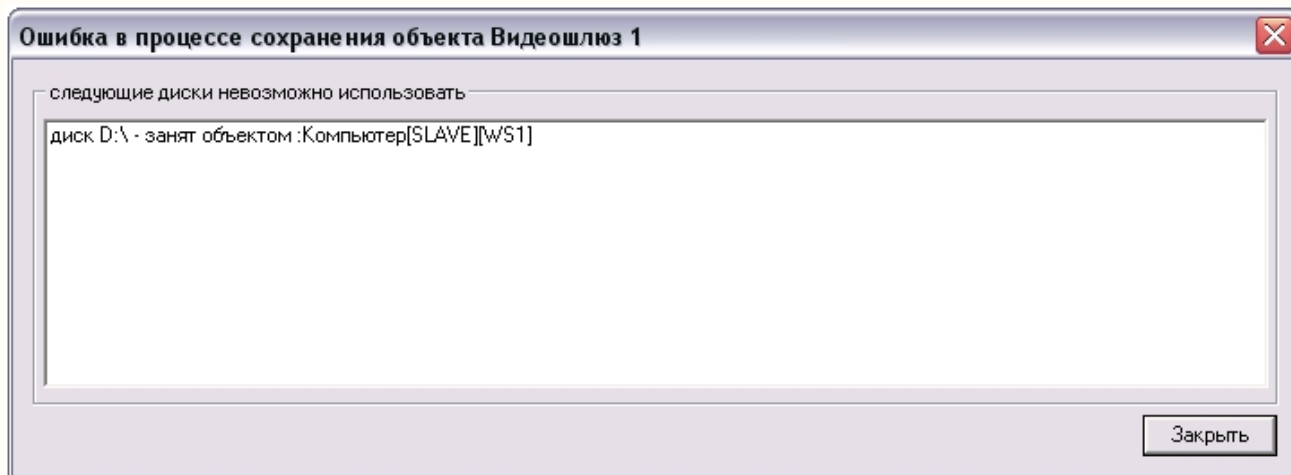 Ошибка в процессе сохранения объекта Видеошлюз 1
следующие диски невозможно использовать
диск D:\ - занят объектом :Компьютер[SLAVE][WS1]
Закрыть